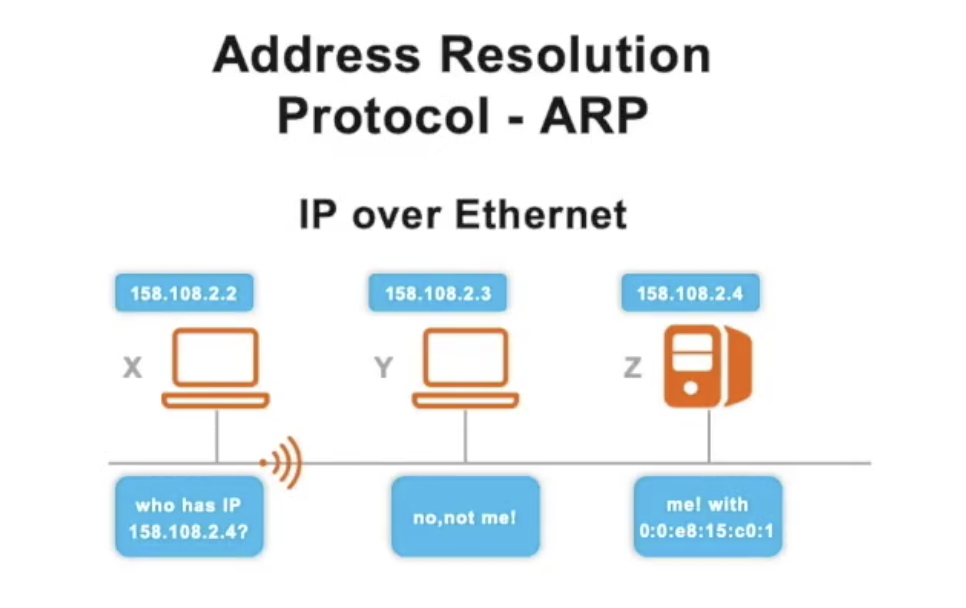 Address Resolution
Protocol - ARP
IP over Ethernet
158.108.2.2
158.108.2.3
158.108.2.4
X
Y
Z
who has IP
158.108.2.4?
no,not me!
me! with
0:0:e8:15:c0:1